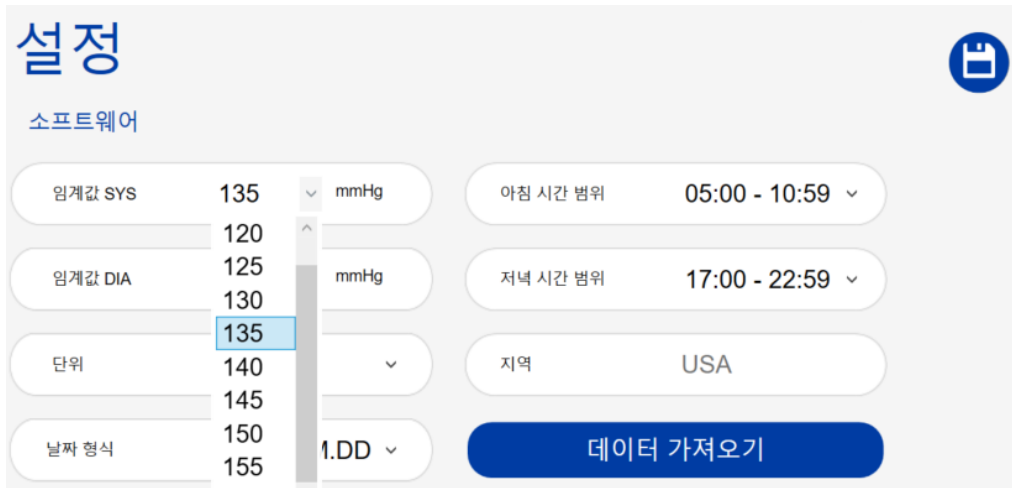 설정
소프트웨어
임계값 SYS 135 mmHg
아침 시간 범위 05:00 - 10:59
120
125
임계값 DIA mmHg
저녁 시간 범위 17:00 - 22:59
130
135
단위
140
지역 USA
145
150
날짜 형식 .DD
데이터 가져오기
155